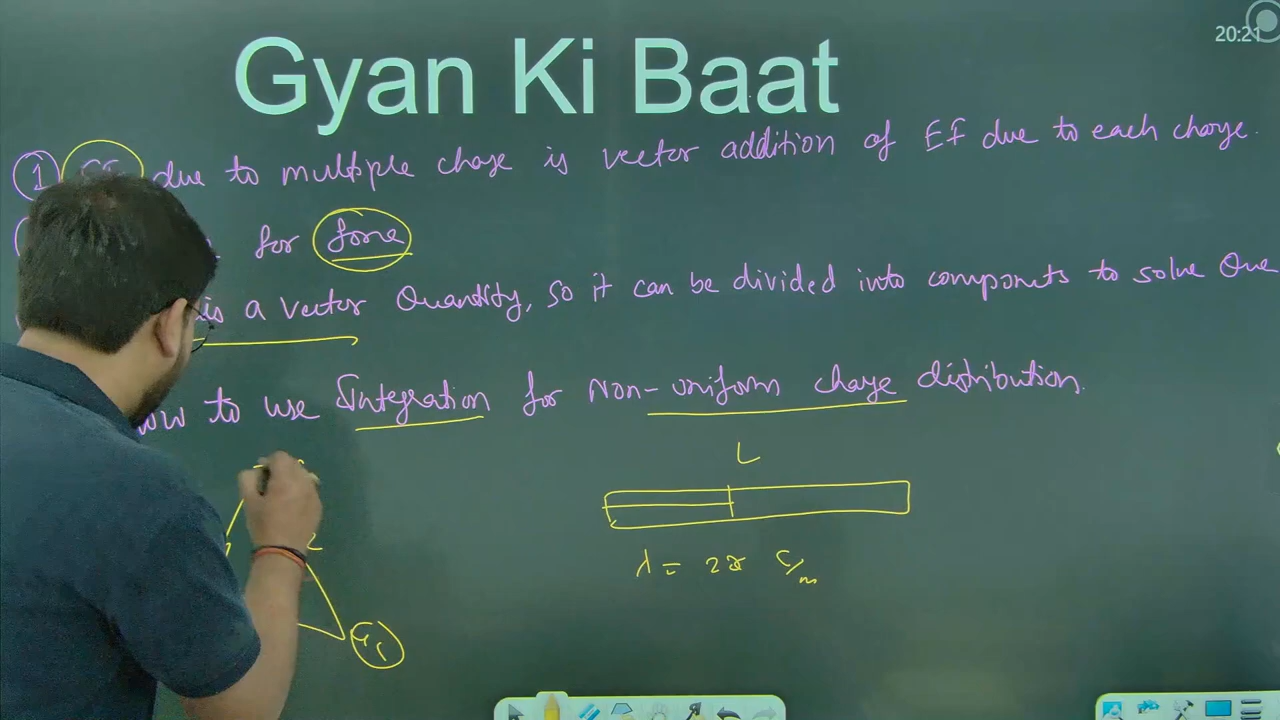 20:21
Gyan Ki Baat
1 EF due to multiple charge is vector addition of EF due to each charge.
for force
is a vector Quantity, so it can be divided into components to solve Que
How to use Integration for Non-uniform charge distribution.
L
λ = 2x C/m